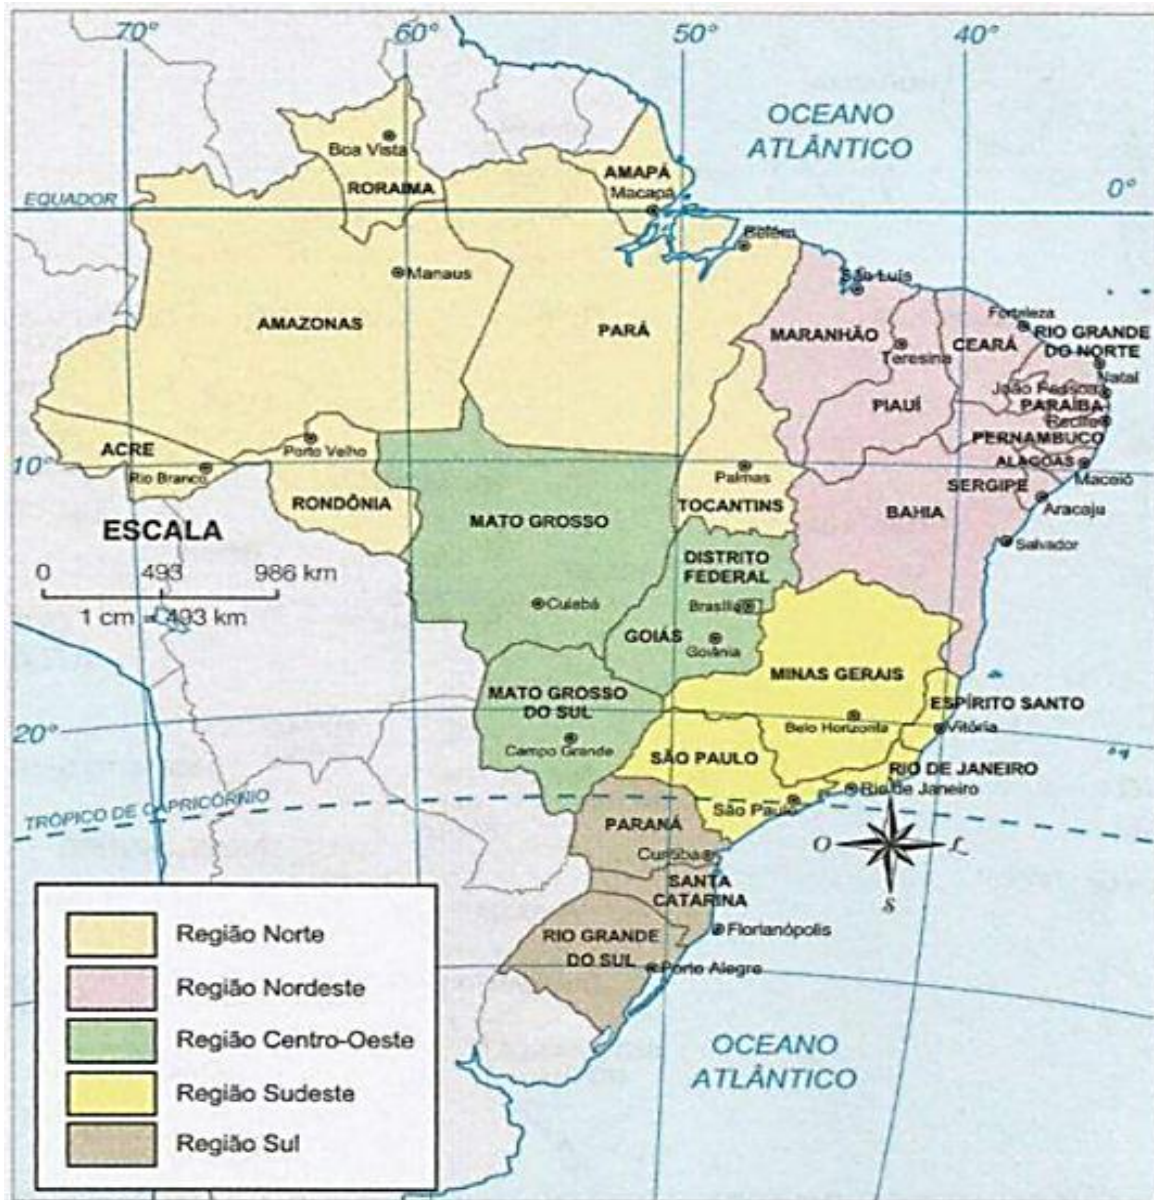 70°
60°
50°
40°
OCEANO
ATLÂNTICO
Boa Vista
RORAIMA
AMAPÁ
Macapá
EQUADOR
0°
Belém
Manaus
São Luís
AMAZONAS
PARÁ
MARANHÃO
Teresina
CEARÁ
Fortaleza
RIO GRANDE
DO NORTE
Natal
João Pessoa
PARAÍBA
PIAUÍ
Recife
PERNAMBUCO
ACRE
Rio Branco
Porto Velho
10°
RONDÔNIA
MATO GROSSO
Palmas
TOCANTINS
ALAGOAS
Maceió
SERGIPE
Aracaju
BAHIA
Salvador
ESCALA
0 493 986 km
1 cm = 493 km
DISTRITO
FEDERAL
Brasília
Cuiabá
GOIÁS
Goiânia
MINAS GERAIS
MATO GROSSO
DO SUL
Campo Grande
ESPÍRITO SANTO
Belo Horizonte
Vitória
20°
SÃO PAULO
RIO DE JANEIRO
Rio de Janeiro
São Paulo
TRÓPICO DE CAPRICÓRNIO
PARANÁ
Curitiba
O
S
SANTA
CATARINA
Florianópolis
RIO GRANDE
DO SUL
Porto Alegre
OCEANO
ATLÂNTICO
Região Norte
Região Nordeste
Região Centro-Oeste
Região Sudeste
Região Sul